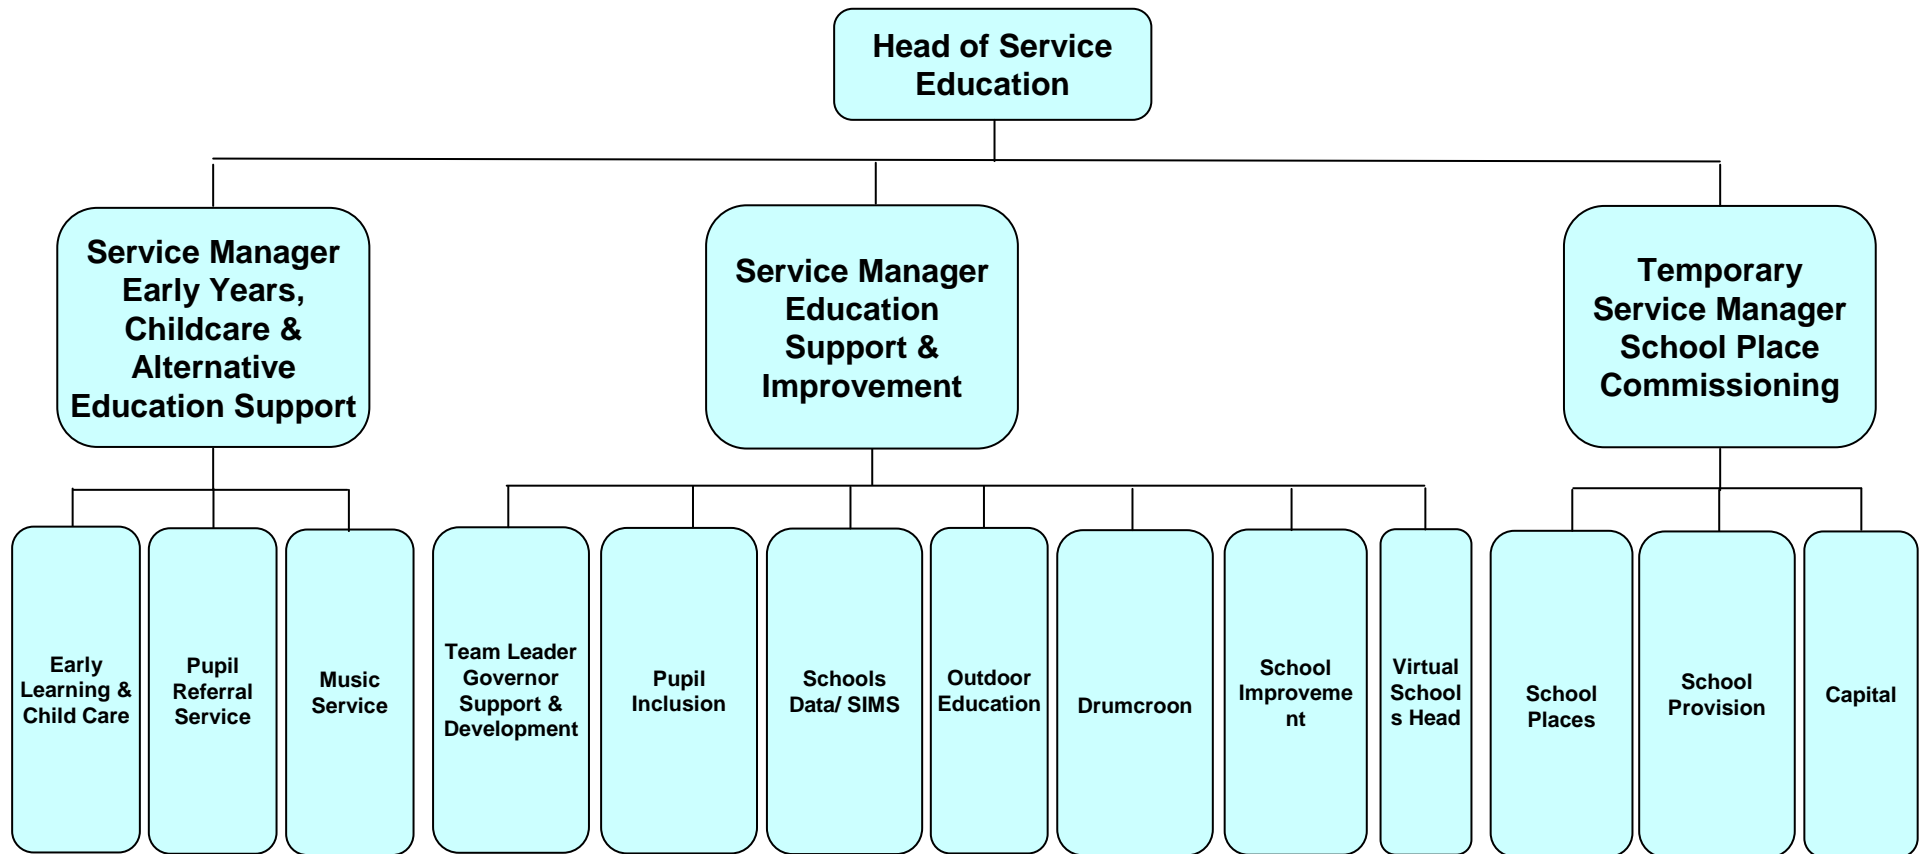 Head of Service
Education
Service Manager
Early Years,
Childcare &
Alternative
Education Support
Service Manager
Education
Support &
Improvement
Temporary
Service Manager
School Place
Commissioning
Early
Learning &
Child Care
Pupil
Referral
Service
Music
Service
Team Leader
Governor
Support &
Development
Pupil
Inclusion
Schools
Data/ SIMS
Outdoor
Education
Drumcroon
School
Improveme
nt
Virtual
School
s Head
School
Places
School
Provision
Capital